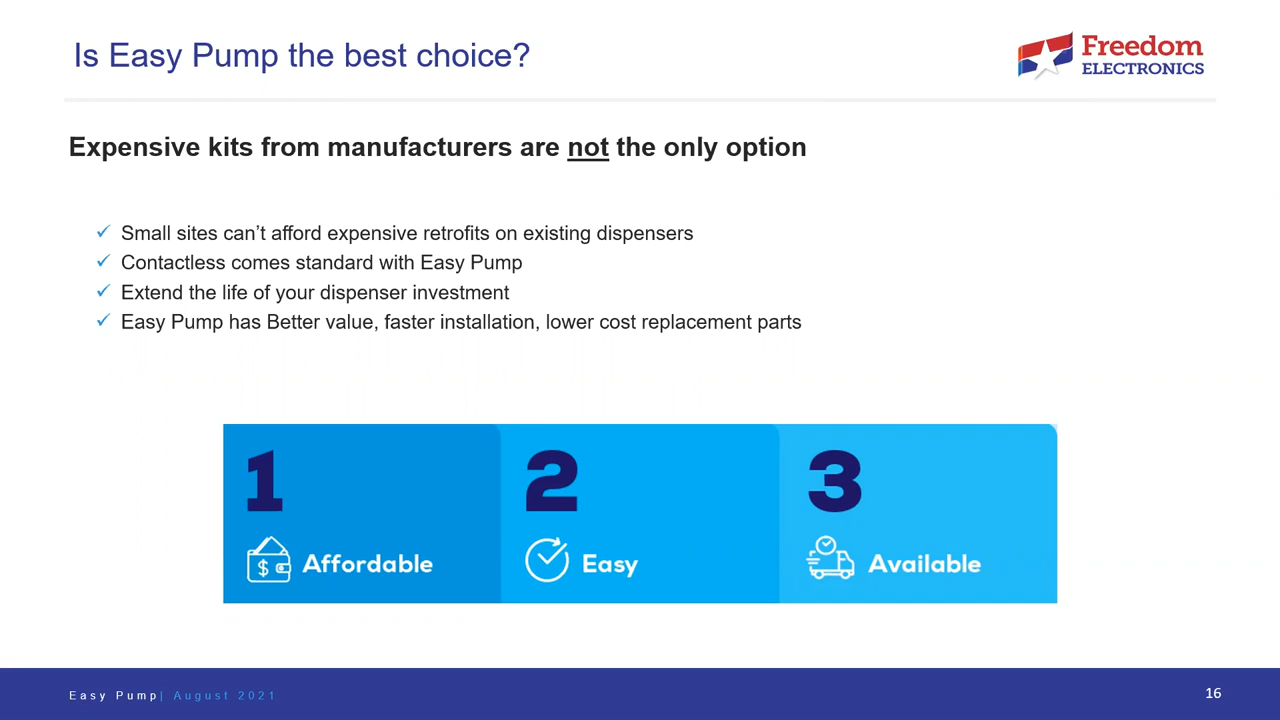 Is Easy Pump the best choice?
Freedom
ELECTRONICS
Expensive kits from manufacturers are not the only option
Small sites can’t afford expensive retrofits on existing dispensers
Contactless comes standard with Easy Pump
Extend the life of your dispenser investment
Easy Pump has Better value, faster installation, lower cost replacement parts
1
2
3
$
Affordable
Easy
Available
Easy Pump| August 2021
16